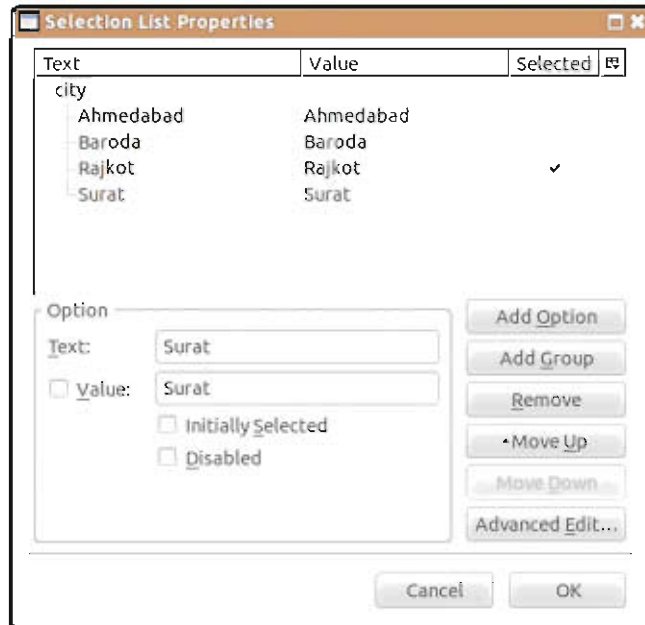 Selection List Properties
Text Value Selected
city
Ahmedabad Ahmedabad
Baroda Baroda
Rajkot Rajkot ✓
Surat Surat
Option
Text: Surat
Value: Surat
Initially Selected
Disabled
Add Option
Add Group
Remove
Move Up
Move Down
Advanced Edit...
Cancel OK